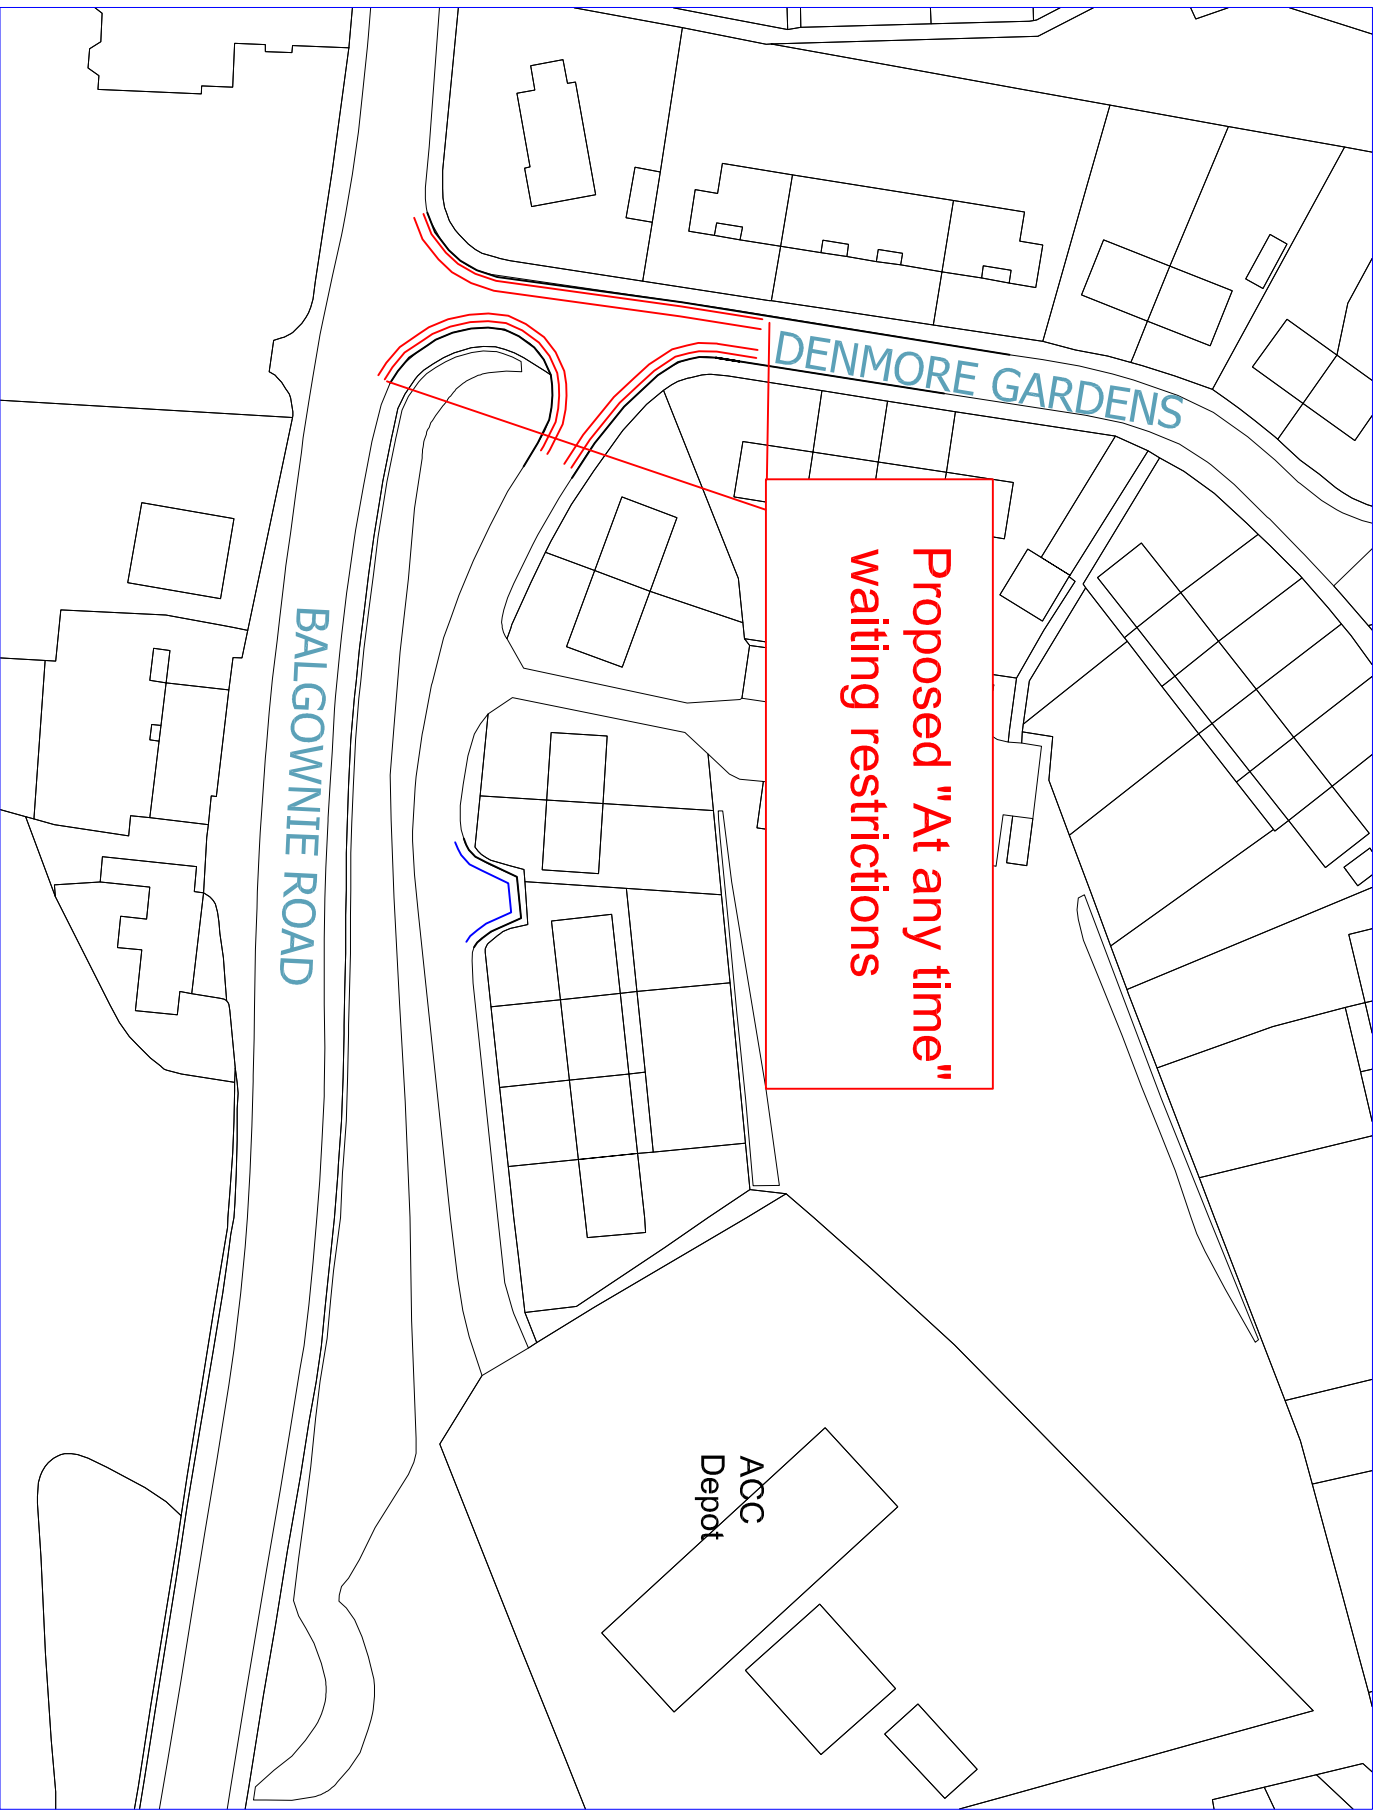 DENMORE GARDENS
Proposed "At any time"
waiting restrictions
BALGOWNIE ROAD
ACC
Depot